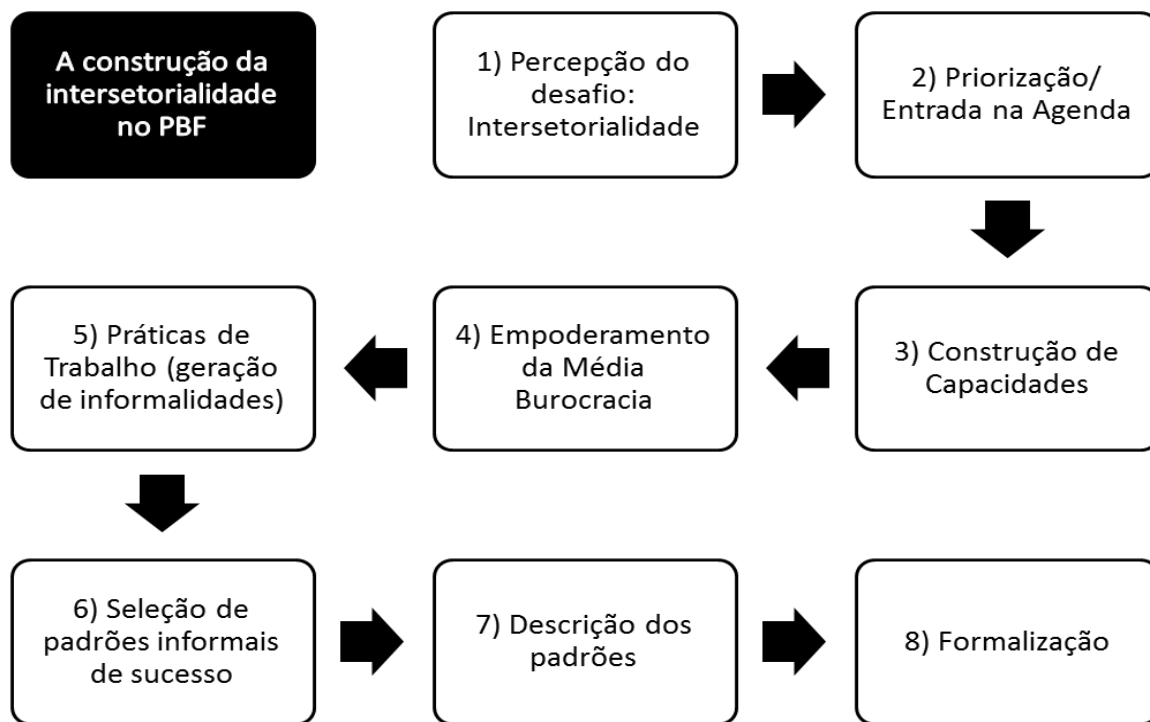 A construção da
intersetorialidade
no PBF
1) Percepção do
desafio:
Intersetorialidade
2) Priorização/
Entrada na Agenda
3) Construção de
Capacidades
4) Empoderamento
da Média
Burocracia
5) Práticas de
Trabalho (geração
de informalidades)
6) Seleção de
padrões informais
de sucesso
7) Descrição dos
padrões
8) Formalização